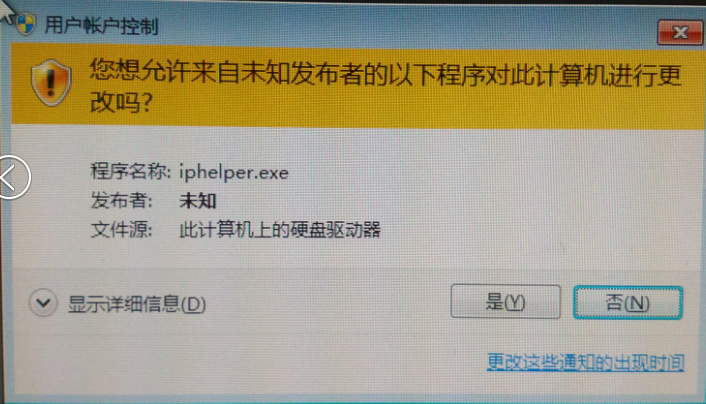 用户帐户控制
您想允许来自未知发布者的以下程序对此计算机进行更
改吗?
程序名称: iphelper.exe
发布者: 未知
文件源: 此计算机上的硬盘驱动器
显示详细信息(D)
是(Y)
否(N)
更改这些通知的出现时间